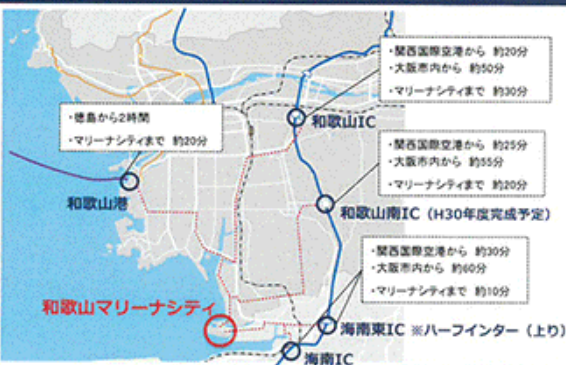 ・関西国際空港から 約20分
・大阪市内から 約50分
・マリーナシティまで 約30分
・徳島から2時間
・マリーナシティまで 約20分
和歌山IC
・関西国際空港から 約25分
・大阪市内から 約55分
・マリーナシティまで 約20分
和歌山港
和歌山南IC（H30年度完成予定）
・関西国際空港から 約30分
・大阪市内から 約60分
・マリーナシティまで 約10分
和歌山マリーナシティ
海南東IC ※ハーフインター（上り）
海南IC